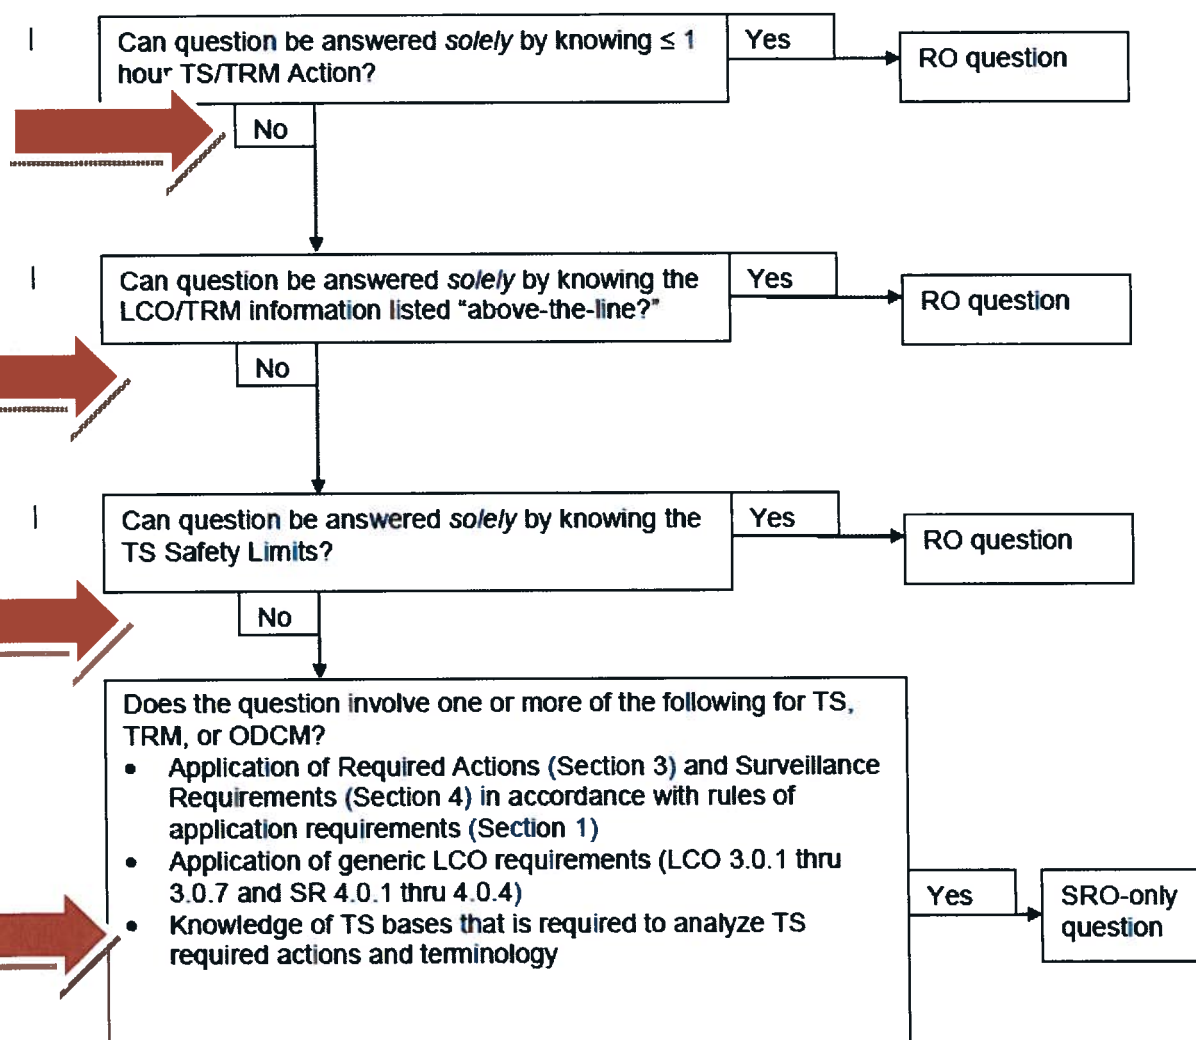 Can question be answered solely by knowing ≤ 1
hour TS/TRM Action?
Yes
RO question
No
Can question be answered solely by knowing the
LCO/TRM information listed “above-the-line?”
Yes
RO question
No
Can question be answered solely by knowing the
TS Safety Limits?
Yes
RO question
No
Does the question involve one or more of the following for TS,
TRM, or ODCM?
• Application of Required Actions (Section 3) and Surveillance
Requirements (Section 4) in accordance with rules of
application requirements (Section 1)
• Application of generic LCO requirements (LCO 3.0.1 thru
3.0.7 and SR 4.0.1 thru 4.0.4)
• Knowledge of TS bases that is required to analyze TS
required actions and terminology
Yes
SRO-only
question